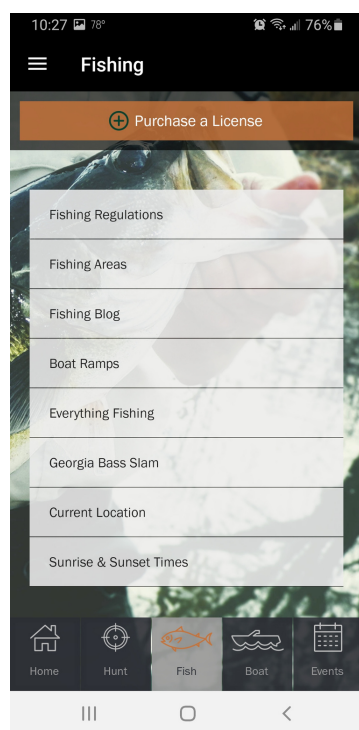 10:27 78°
76%
Fishing
Purchase a License
Fishing Regulations
Fishing Areas
Fishing Blog
Boat Ramps
Everything Fishing
Georgia Bass Slam
Current Location
Sunrise & Sunset Times
Home Hunt Fish Boat Events